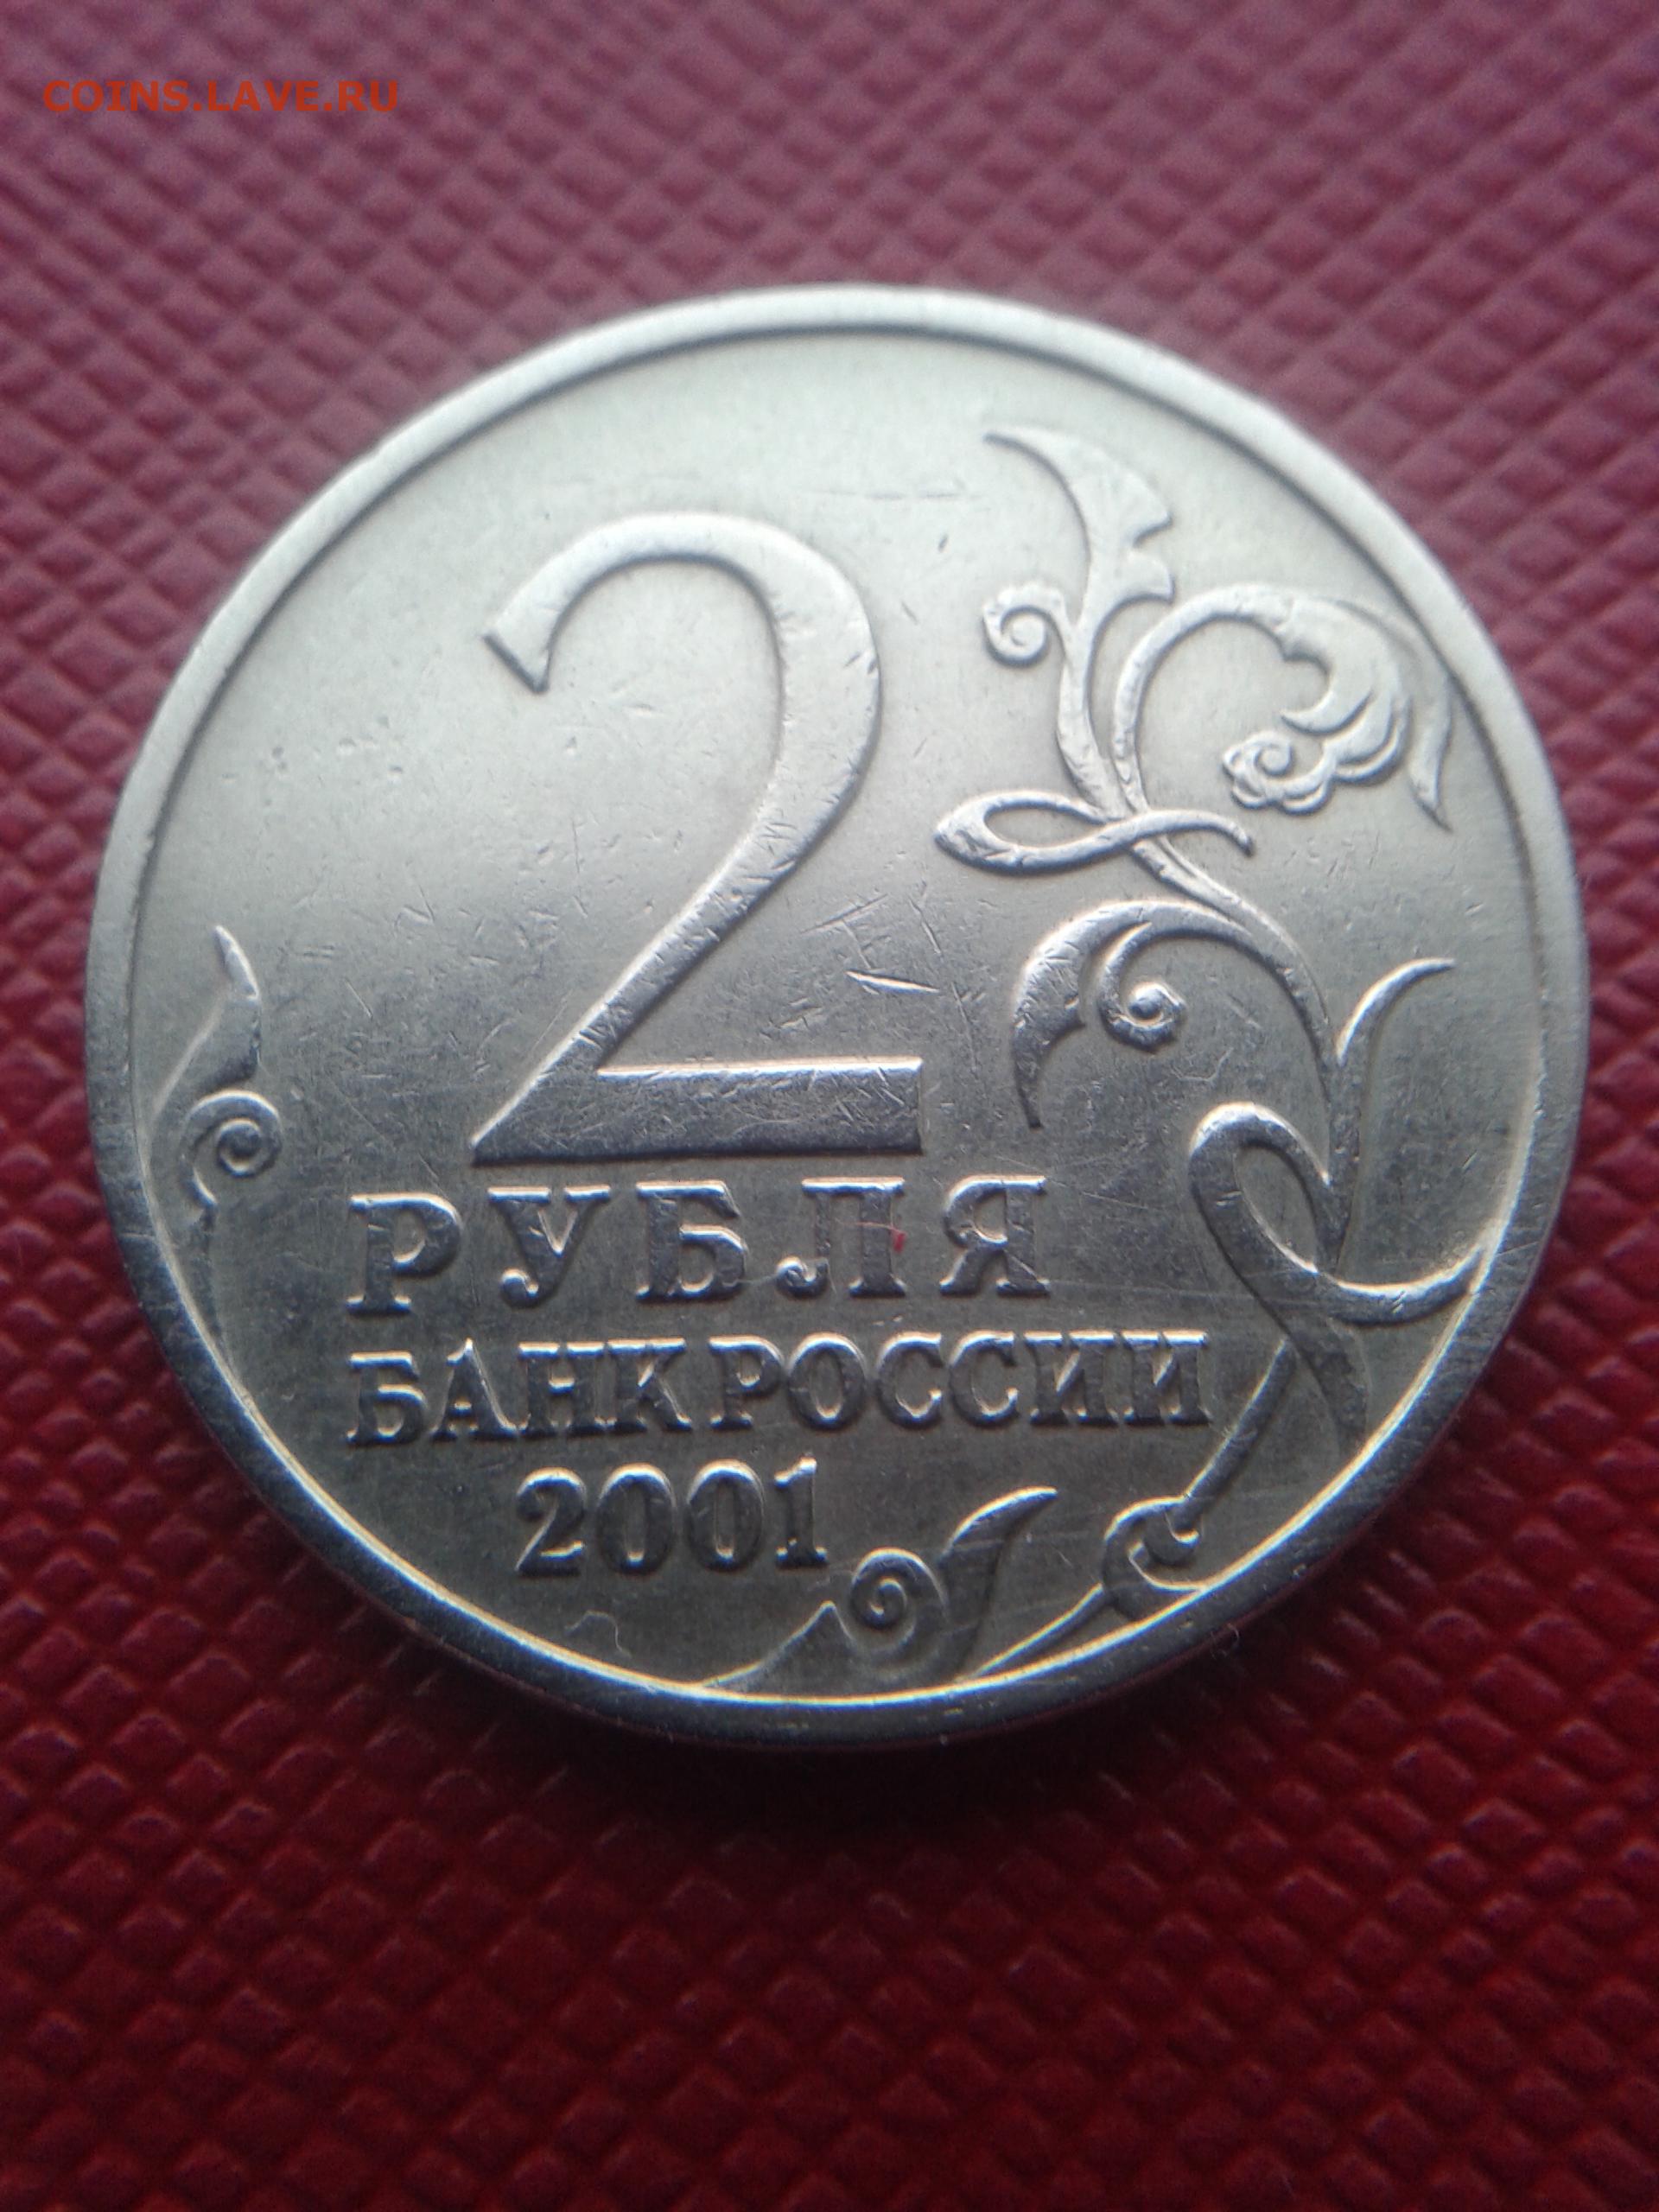 COINS.LAVE.RU
2
РУБЛЯ
БАНК РОССИИ
2001